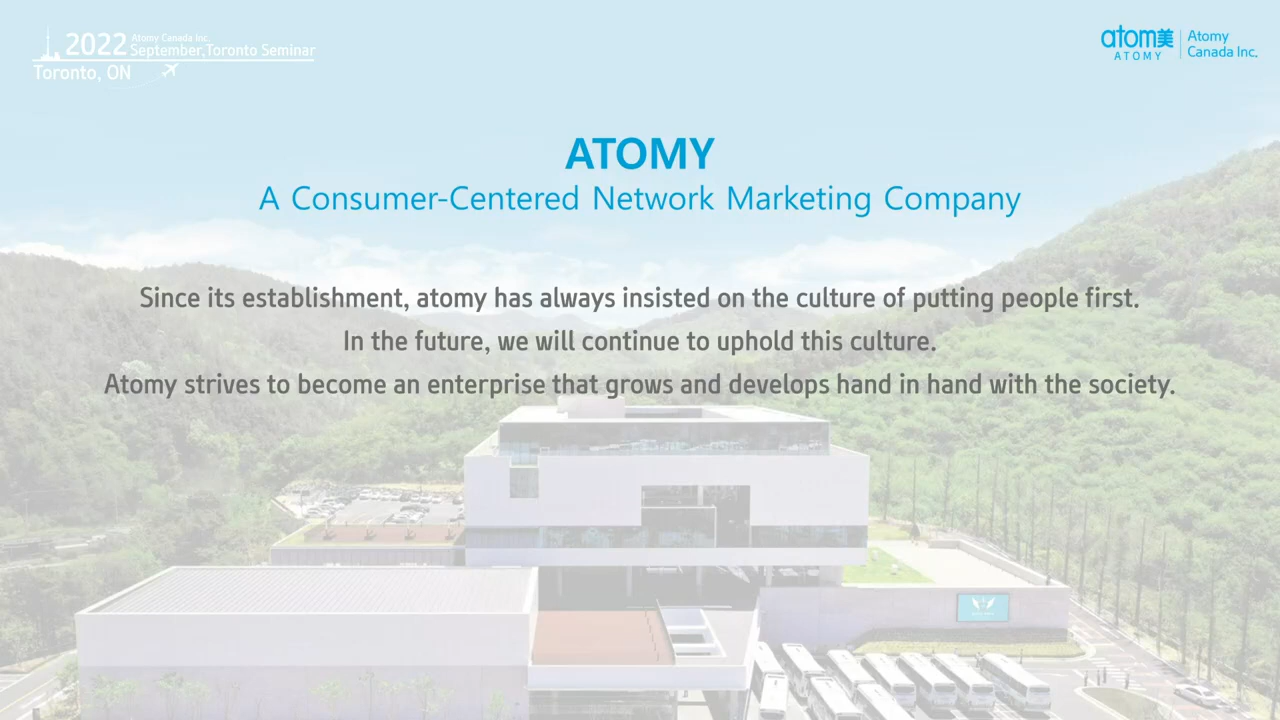 2022 Atomy Canada Inc.
September,Toronto Seminar
Toronto, ON
atom美
ATOMY
Atomy
Canada Inc.
ATOMY
A Consumer-Centered Network Marketing Company
Since its establishment, atomy has always insisted on the culture of putting people first.
In the future, we will continue to uphold this culture.
Atomy strives to become an enterprise that grows and develops hand in hand with the society.